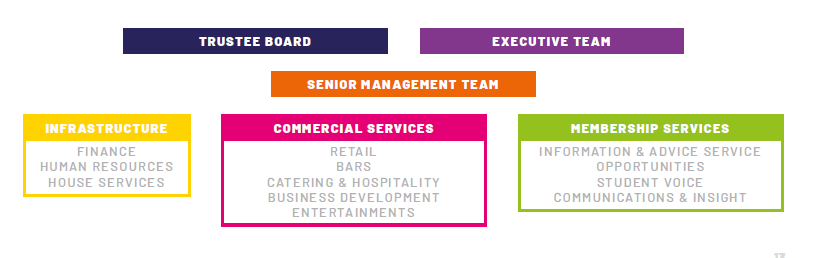 TRUSTEE BOARD
EXECUTIVE TEAM
SENIOR MANAGEMENT TEAM
INFRASTRUCTURE
FINANCE
HUMAN RESOURCES
HOUSE SERVICES
COMMERCIAL SERVICES
RETAIL
BARS
CATERING & HOSPITALITY
BUSINESS DEVELOPMENT
ENTERTAINMENTS
MEMBERSHIP SERVICES
INFORMATION & ADVICE SERVICE
OPPORTUNITIES
STUDENT VOICE
COMMUNICATIONS & INSIGHT